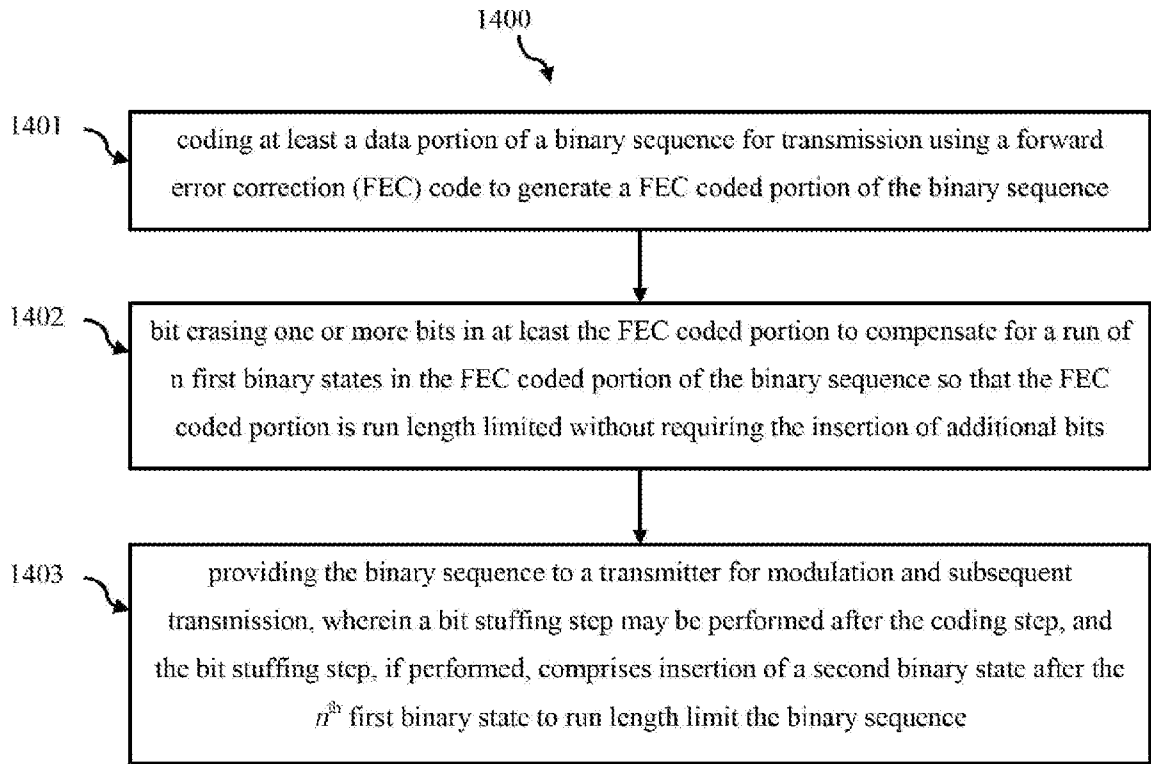 1400
1401
coding at least a data portion of a binary sequence for transmission using a forward
error correction (FEC) code to generate a FEC coded portion of the binary sequence
1402
bit erasing one or more bits in at least the FEC coded portion to compensate for a run of
n first binary states in the FEC coded portion of the binary sequence so that the FEC
coded portion is run length limited without requiring the insertion of additional bits
1403
providing the binary sequence to a transmitter for modulation and subsequent
transmission, wherein a bit stuffing step may be performed after the coding step, and
the bit stuffing step, if performed, comprises insertion of a second binary state after the
nth first binary state to run length limit the binary sequence